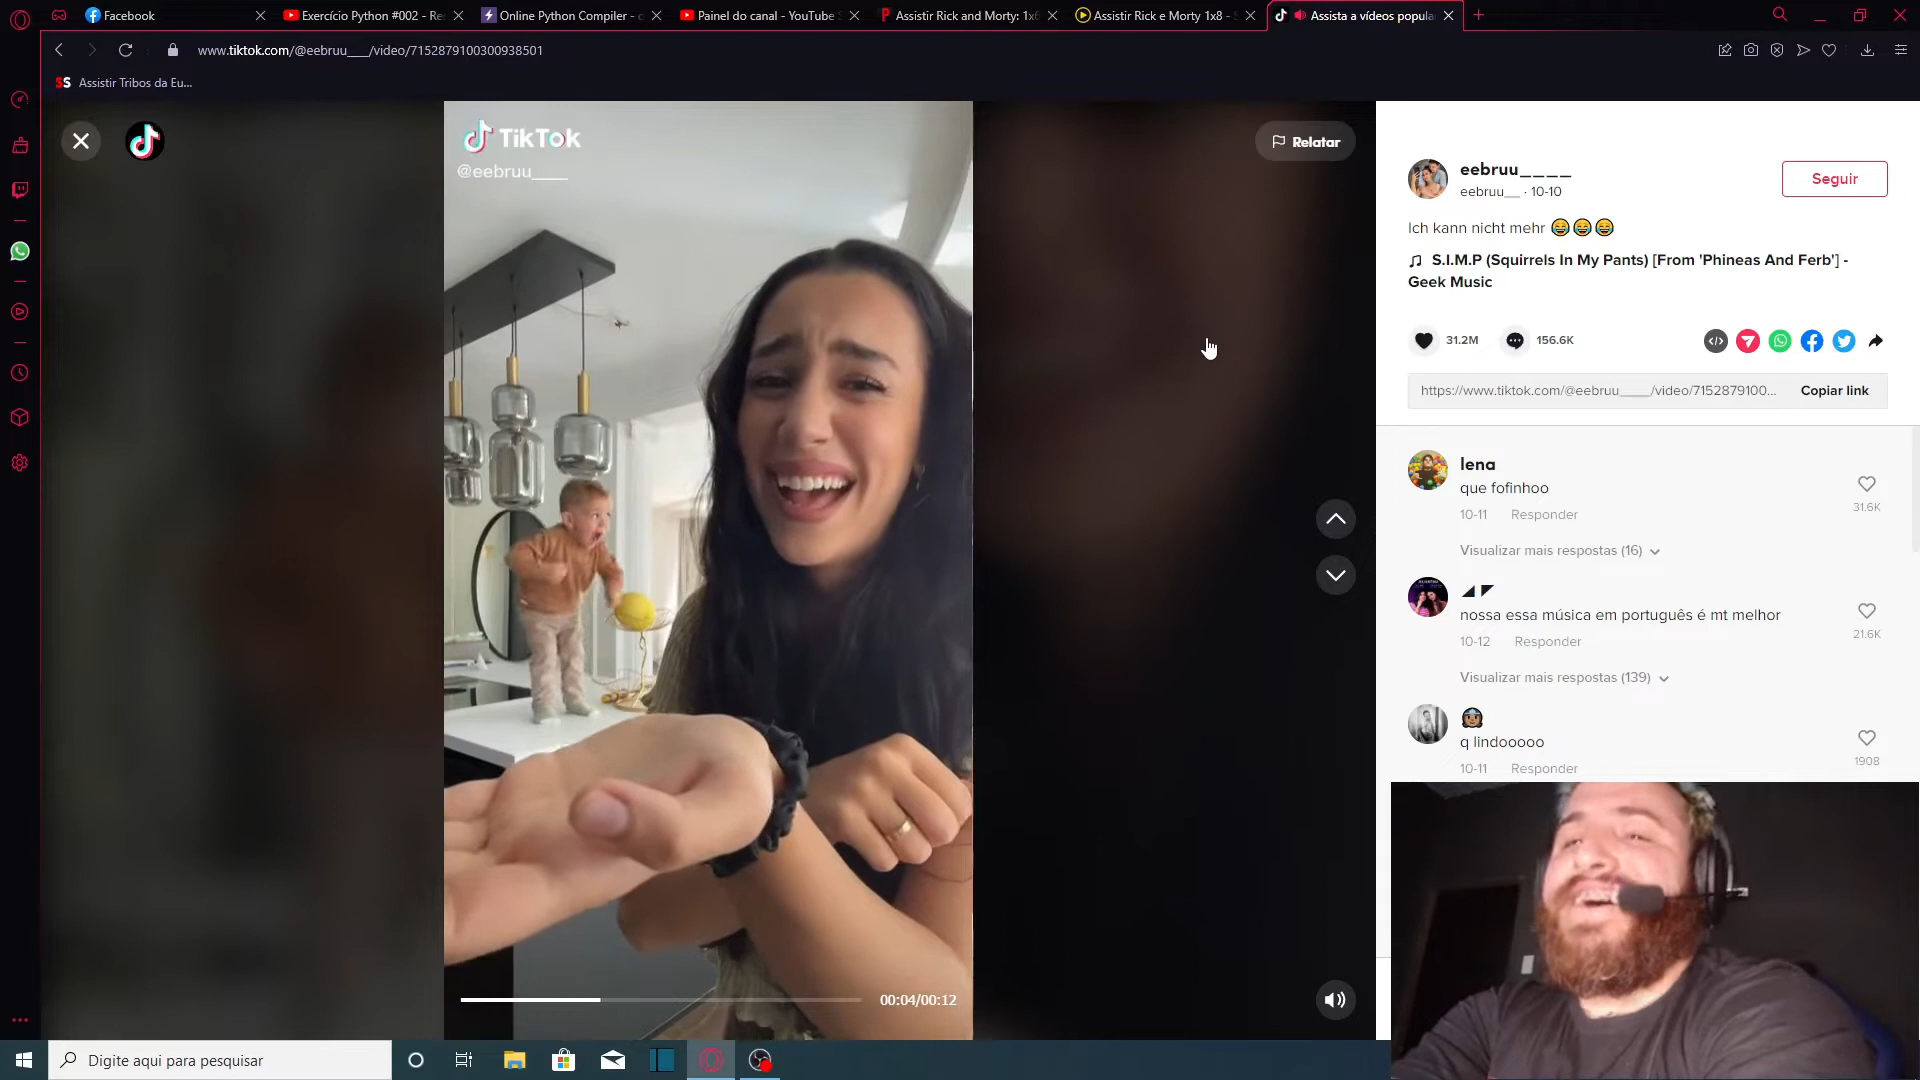 Facebook
Exercício Python #002 - Re
Online Python Compiler - o
Painel do canal - YouTube S
Assistir Rick and Morty: 1x6
Assistir Rick e Morty 1x8 - S
Assista a vídeos popula
www.tiktok.com/@eebruu____/video/7152879100300938501
SS Assistir Tribos da Eu...
TikTok
@eebruu____
Relatar
eebruu____
eebruu__ · 10-10
Seguir
Ich kann nicht mehr 😂😂😂
S.I.M.P (Squirrels In My Pants) [From 'Phineas And Ferb'] -
Geek Music
31.2M
156.6K
https://www.tiktok.com/@eebruu____/video/7152879100...
Copiar link
lena
que fofinhoo
10-11 Responder
31.6K
Visualizar mais respostas (16)
◢ ◤
nossa essa música em português é mt melhor
10-12 Responder
21.6K
Visualizar mais respostas (139)
q lindooooo
10-11 Responder
1908
00:04/00:12
Digite aqui para pesquisar